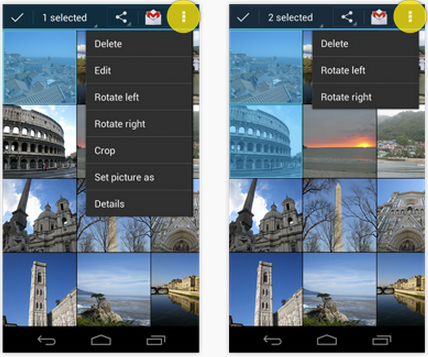 1 selected
Delete
Edit
Rotate left
Rotate right
Crop
Set picture as
Details
2 selected
Delete
Rotate left
Rotate right